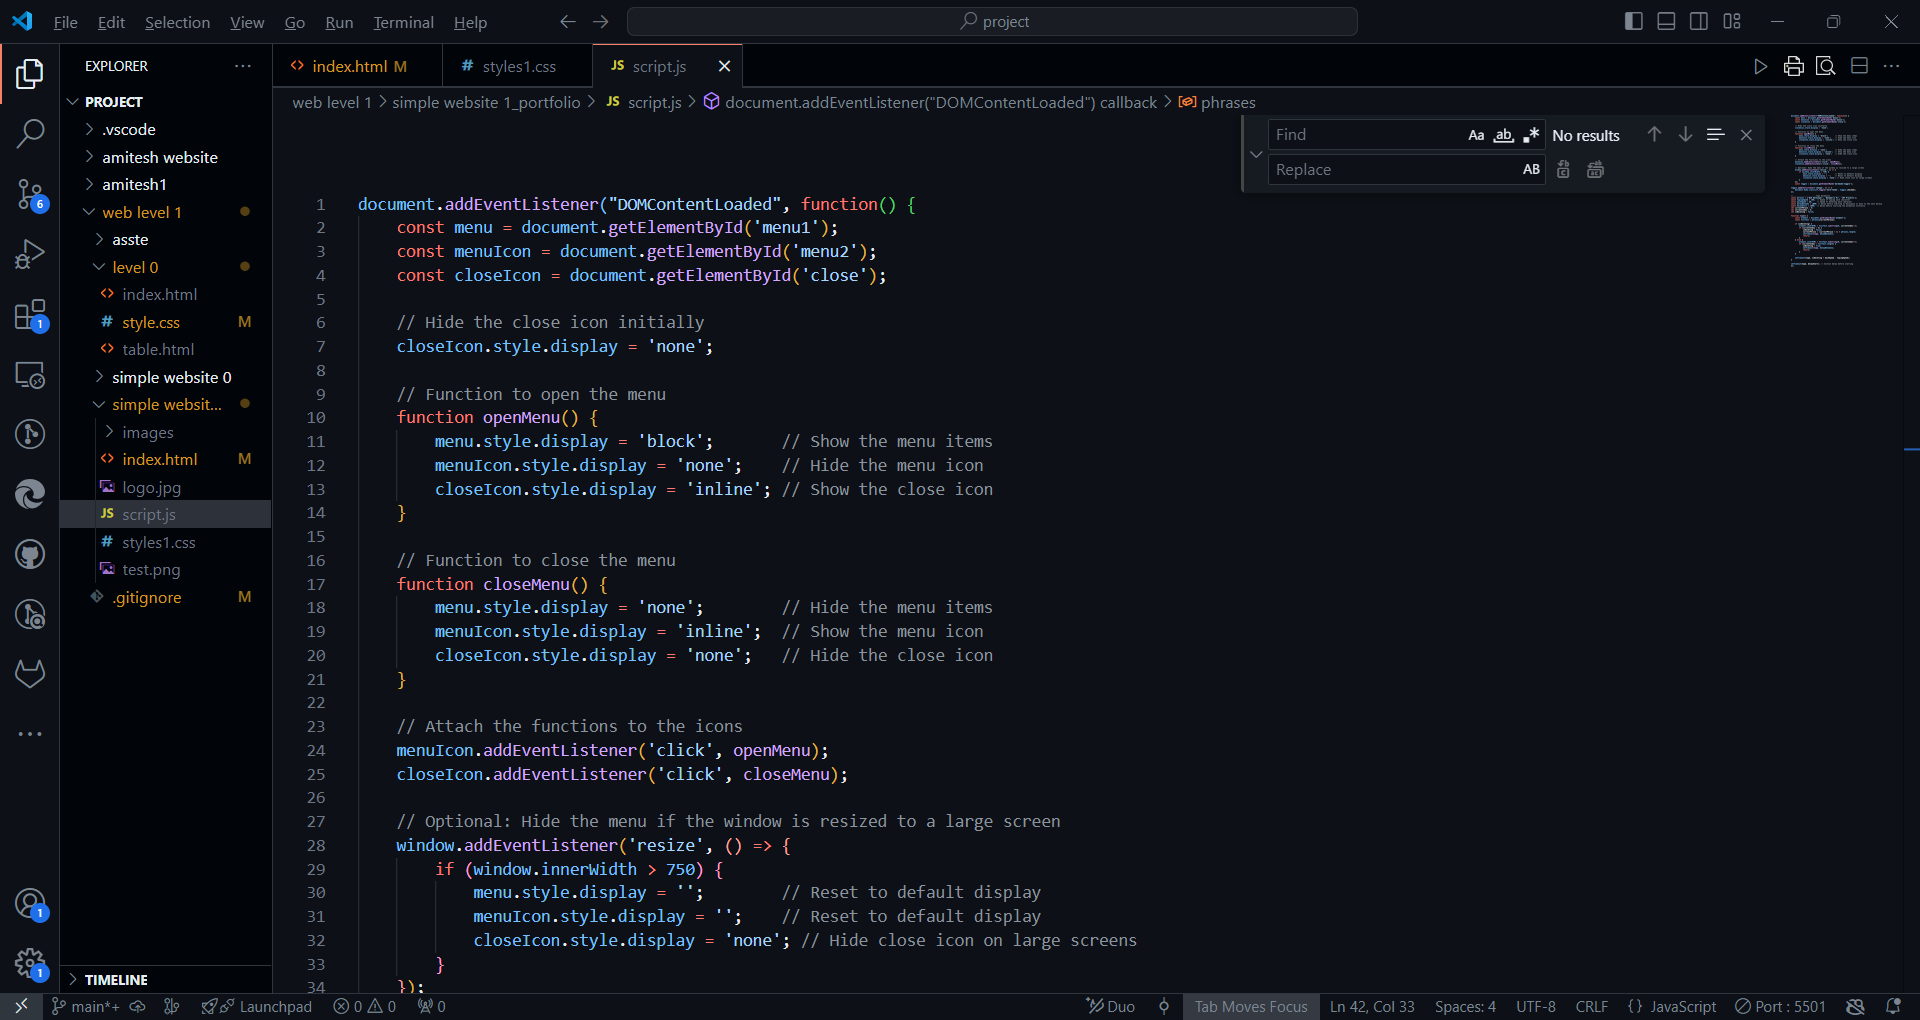 File Edit Selection View Go Run Terminal Help
project
EXPLORER
index.html M
styles1.css
JS script.js
PROJECT
.vscode
amitesh website
amitesh1
web level 1
asste
level 0
index.html
style.css M
table.html
simple website 0
simple websit...
images
index.html M
logo.jpg
JS script.js
styles1.css
test.png
.gitignore M
TIMELINE
web level 1 > simple website 1_portfolio > JS script.js > document.addEventListener("DOMContentLoaded") callback > phrases
Find Aa ab .* No results
Replace AB
1 document.addEventListener("DOMContentLoaded", function() {
2 const menu = document.getElementById('menu1');
3 const menuIcon = document.getElementById('menu2');
4 const closeIcon = document.getElementById('close');
5
6 // Hide the close icon initially
7 closeIcon.style.display = 'none';
8
9 // Function to open the menu
10 function openMenu() {
11 menu.style.display = 'block'; // Show the menu items
12 menuIcon.style.display = 'none'; // Hide the menu icon
13 closeIcon.style.display = 'inline'; // Show the close icon
14 }
15
16 // Function to close the menu
17 function closeMenu() {
18 menu.style.display = 'none'; // Hide the menu items
19 menuIcon.style.display = 'inline'; // Show the menu icon
20 closeIcon.style.display = 'none'; // Hide the close icon
21 }
22
23 // Attach the functions to the icons
24 menuIcon.addEventListener('click', openMenu);
25 closeIcon.addEventListener('click', closeMenu);
26
27 // Optional: Hide the menu if the window is resized to a large screen
28 window.addEventListener('resize', () => {
29 if (window.innerWidth > 750) {
30 menu.style.display = ''; // Reset to default display
31 menuIcon.style.display = ''; // Reset to default display
32 closeIcon.style.display = 'none'; // Hide close icon on large screens
33 }
34 });
6
1
1
1
main*+ Launchpad 0 0 0 Duo Tab Moves Focus Ln 42, Col 33 Spaces: 4 UTF-8 CRLF {} JavaScript Port : 5501